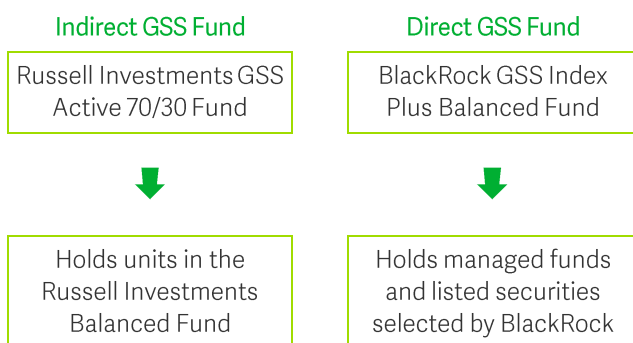 Indirect GSS Fund
Russell Investments GSS
Active 70/30 Fund
Holds units in the
Russell Investments
Balanced Fund
Direct GSS Fund
BlackRock GSS Index
Plus Balanced Fund
Holds managed funds
and listed securities
selected by BlackRock